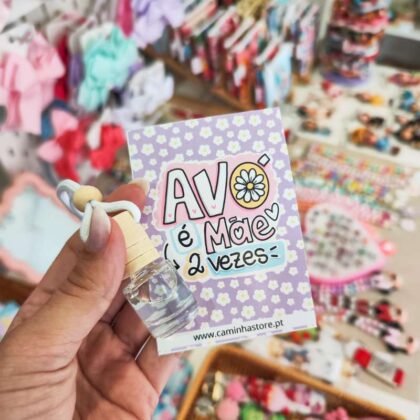 AVÓ
é Mãe
2 vezes
www.caminhastore.pt